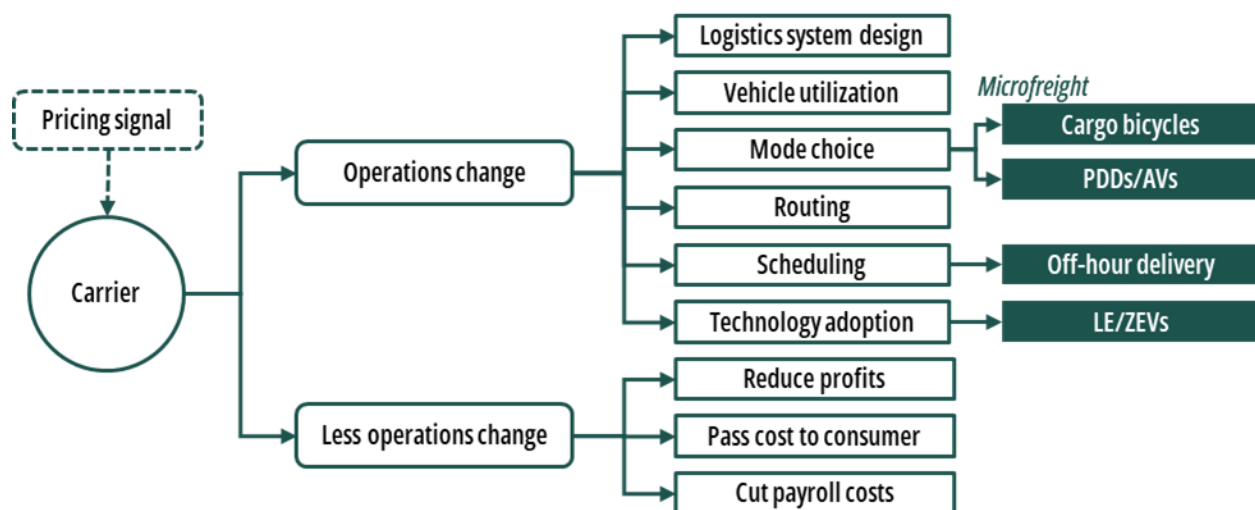 Pricing signal
Carrier
Operations change
Less operations change
Logistics system design
Vehicle utilization
Mode choice
Routing
Scheduling
Technology adoption
Reduce profits
Pass cost to consumer
Cut payroll costs
Microfreight
Cargo bicycles
PDDs/AVs
Off-hour delivery
LE/ZEVs